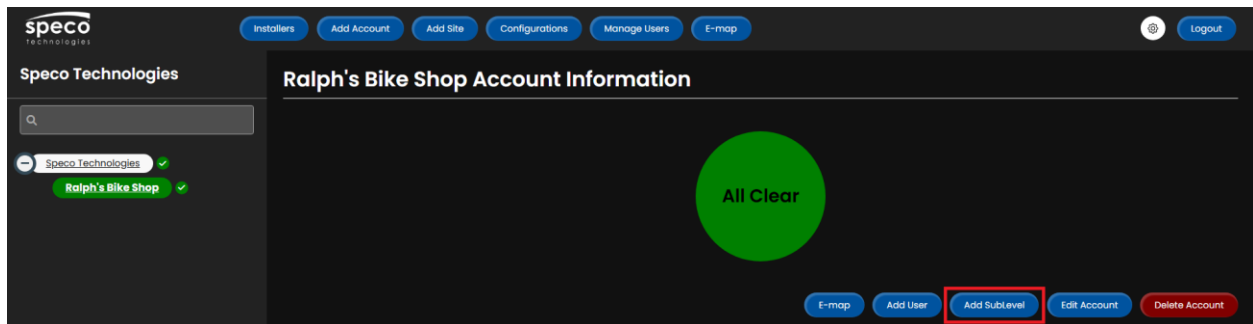 speco
technologies
Installers
Add Account
Add Site
Configurations
Manage Users
E-map
Logout
Speco Technologies
Ralph's Bike Shop Account Information
Speco Technologies
Ralph's Bike Shop
All Clear
E-map
Add User
Add SubLevel
Edit Account
Delete Account